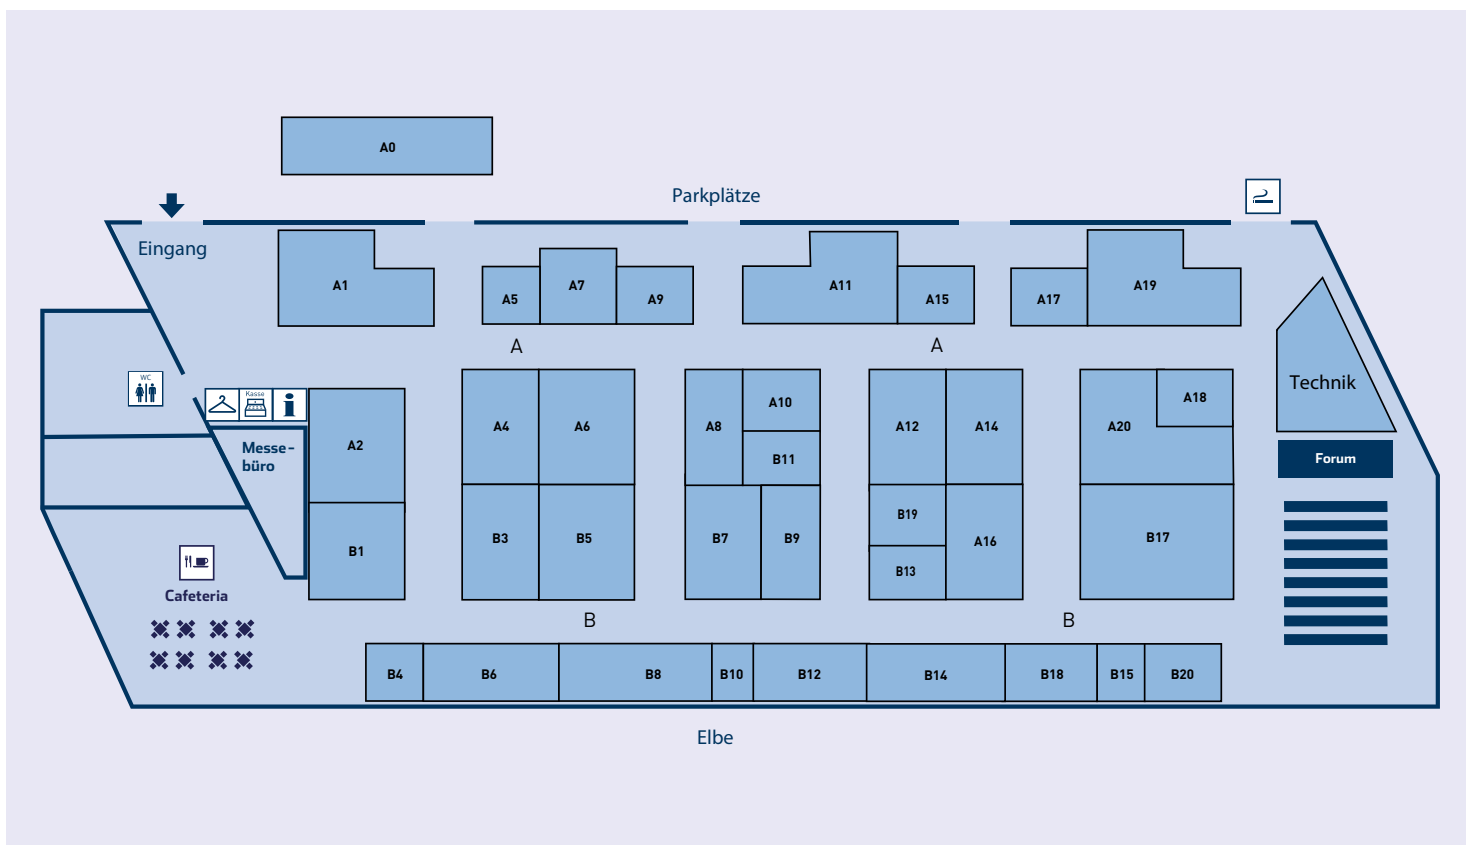 A0
Parkplätze
Eingang
A1
A5
A7
A9
A11
A15
A17
A19
A
A
WC
Kasse
i
Messe-
büro
A2
A4
A6
A8
A10
B11
A12
A14
A20
A18
Technik
Forum
B1
B3
B5
B7
B9
B19
B13
A16
B17
Cafeteria
B
B
B4
B6
B8
B10
B12
B14
B18
B15
B20
Elbe